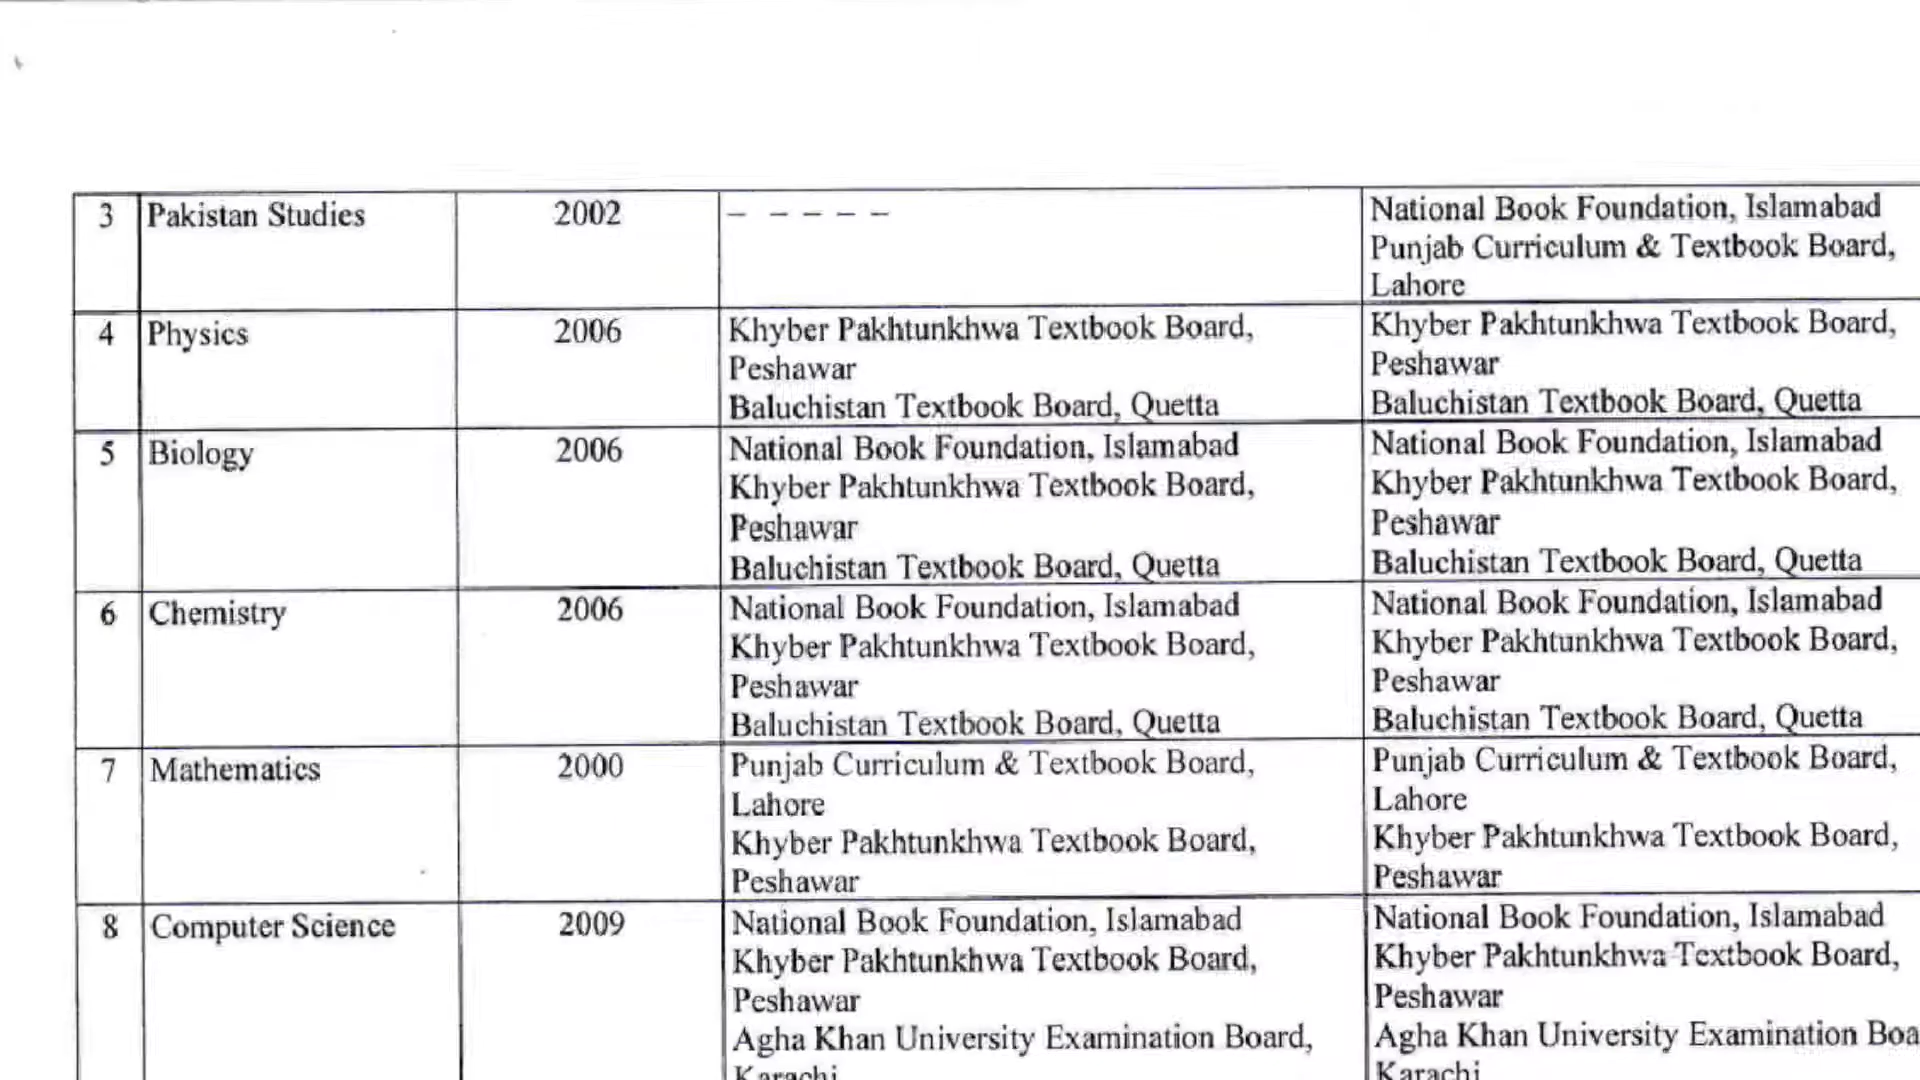 3 Pakistan Studies 2002 – – – – – National Book Foundation, Islamabad
Punjab Curriculum & Textbook Board,
Lahore
4 Physics 2006 Khyber Pakhtunkhwa Textbook Board, Khyber Pakhtunkhwa Textbook Board,
Peshawar Peshawar
Baluchistan Textbook Board, Quetta Baluchistan Textbook Board, Quetta
5 Biology 2006 National Book Foundation, Islamabad National Book Foundation, Islamabad
Khyber Pakhtunkhwa Textbook Board, Khyber Pakhtunkhwa Textbook Board,
Peshawar Peshawar
Baluchistan Textbook Board, Quetta Baluchistan Textbook Board, Quetta
6 Chemistry 2006 National Book Foundation, Islamabad National Book Foundation, Islamabad
Khyber Pakhtunkhwa Textbook Board, Khyber Pakhtunkhwa Textbook Board,
Peshawar Peshawar
Baluchistan Textbook Board, Quetta Baluchistan Textbook Board, Quetta
7 Mathematics 2000 Punjab Curriculum & Textbook Board, Punjab Curriculum & Textbook Board,
Lahore Lahore
Khyber Pakhtunkhwa Textbook Board, Khyber Pakhtunkhwa Textbook Board,
Peshawar Peshawar
8 Computer Science 2009 National Book Foundation, Islamabad National Book Foundation, Islamabad
Khyber Pakhtunkhwa Textbook Board, Khyber Pakhtunkhwa Textbook Board,
Peshawar Peshawar
Agha Khan University Examination Board, Agha Khan University Examination Boa
Karachi Karachi